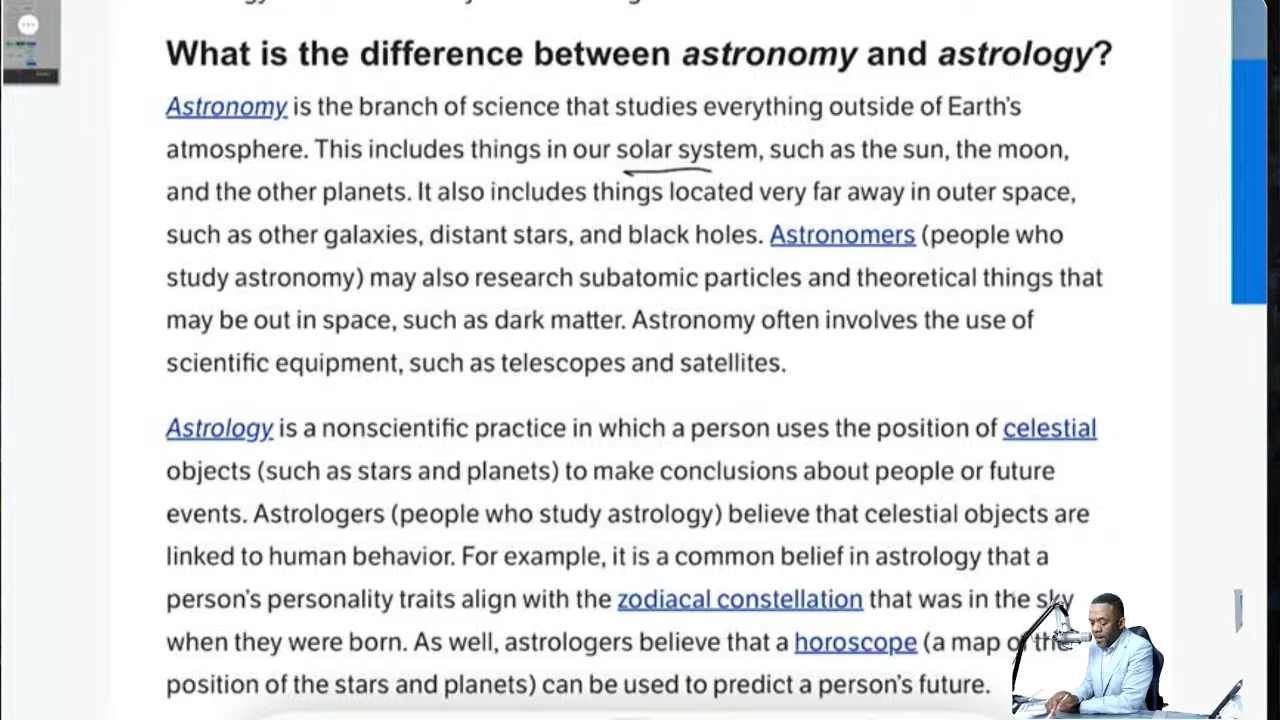 What is the difference between astronomy and astrology?
Astronomy is the branch of science that studies everything outside of Earth's
atmosphere. This includes things in our solar system, such as the sun, the moon,
and the other planets. It also includes things located very far away in outer space,
such as other galaxies, distant stars, and black holes. Astronomers (people who
study astronomy) may also research subatomic particles and theoretical things that
may be out in space, such as dark matter. Astronomy often involves the use of
scientific equipment, such as telescopes and satellites.
Astrology is a nonscientific practice in which a person uses the position of celestial
objects (such as stars and planets) to make conclusions about people or future
events. Astrologers (people who study astrology) believe that celestial objects are
linked to human behavior. For example, it is a common belief in astrology that a
person's personality traits align with the zodiacal constellation that was in the sky
when they were born. As well, astrologers believe that a horoscope (a map of the
position of the stars and planets) can be used to predict a person's future.